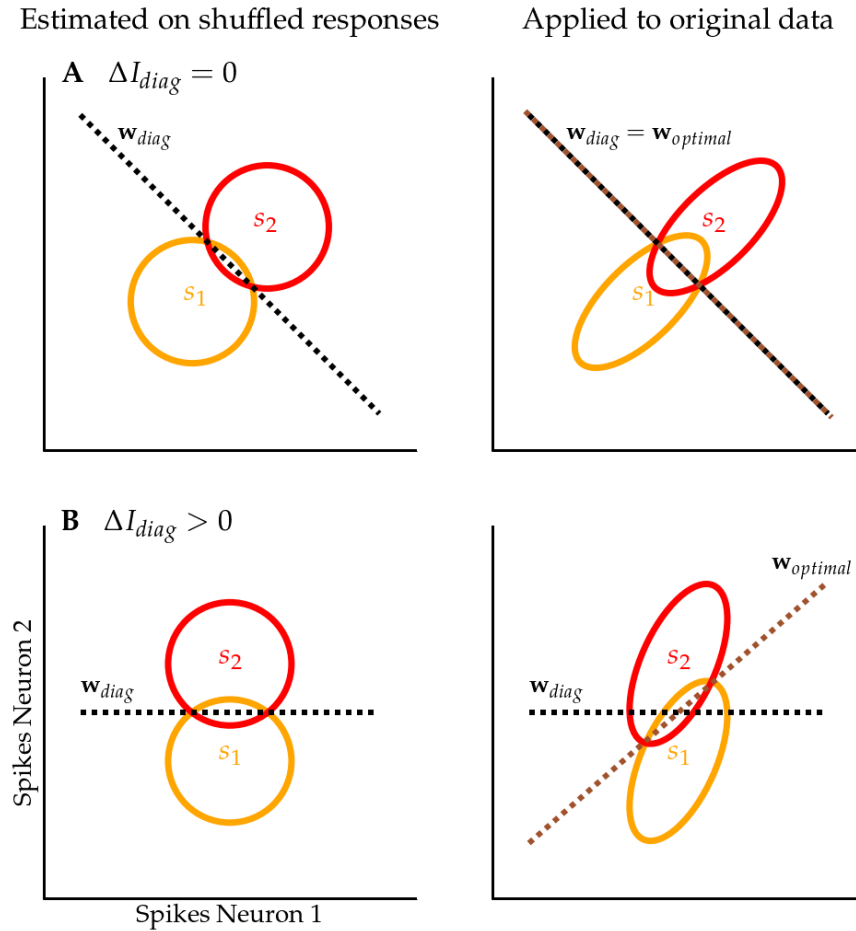 Estimated on shuffled responses
Applied to original data
A ΔI_diag = 0
w_diag
s_2
s_1
w_diag = w_optimal
s_2
s_1
B ΔI_diag > 0
w_diag
s_2
s_1
w_optimal
w_diag
s_2
s_1
Spikes Neuron 2
Spikes Neuron 1